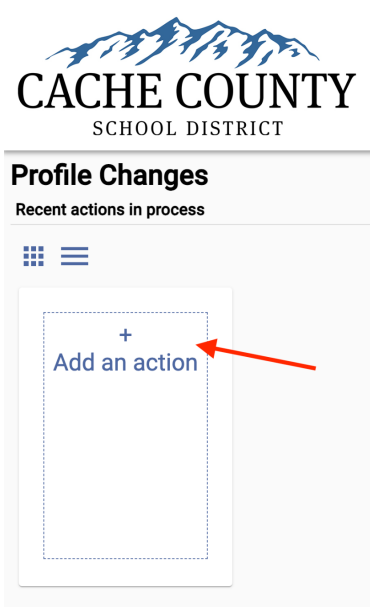 CACHE COUNTY
SCHOOL DISTRICT
Profile Changes
Recent actions in process
+
Add an action